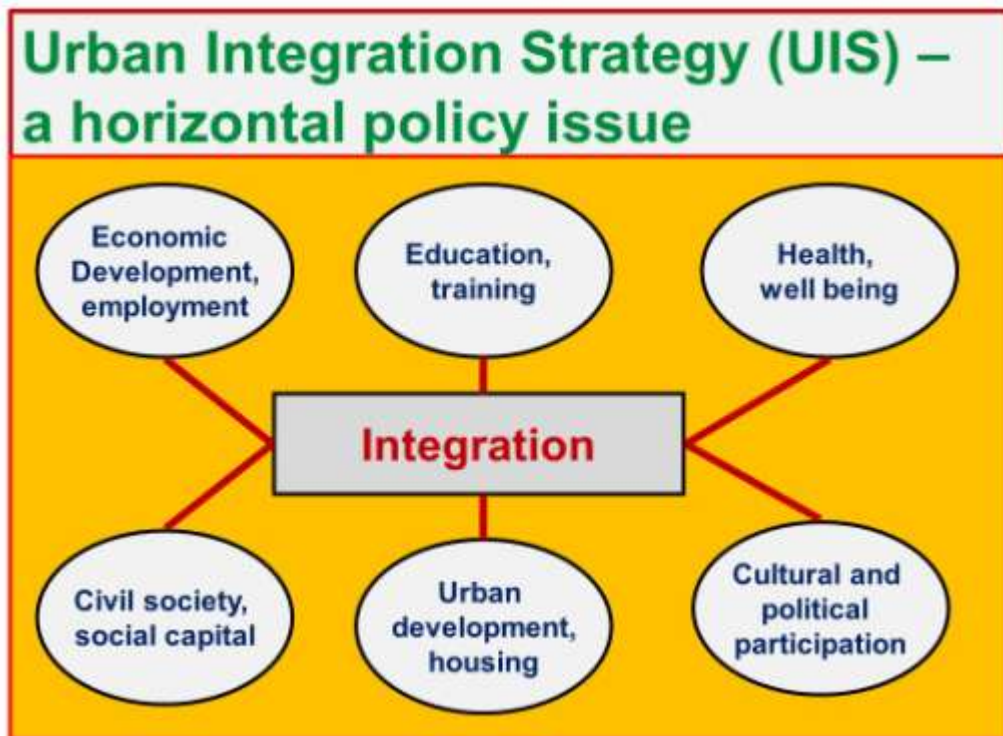 Urban Integration Strategy (UIS) –
a horizontal policy issue
Economic
Development,
employment
Education,
training
Health,
well being
Integration
Civil society,
social capital
Urban
development,
housing
Cultural and
political
participation